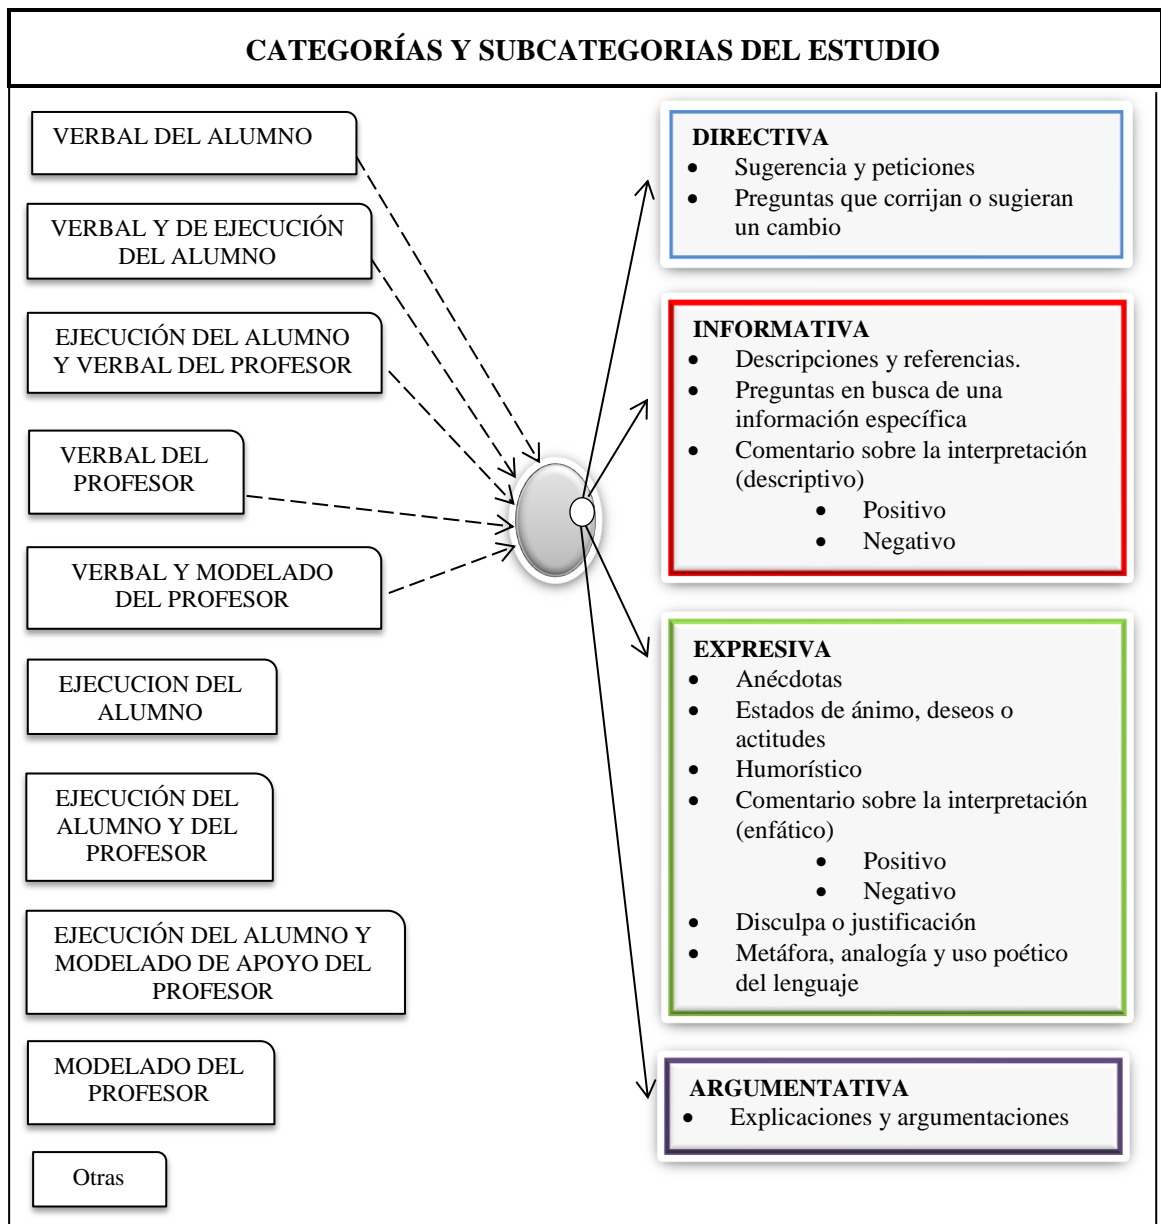 CATEGORÍAS Y SUBCATEGORIAS DEL ESTUDIO
VERBAL DEL ALUMNO
VERBAL Y DE EJECUCIÓN
DEL ALUMNO
EJECUCIÓN DEL ALUMNO
Y VERBAL DEL PROFESOR
VERBAL DEL
PROFESOR
VERBAL Y MODELADO
DEL PROFESOR
EJECUCION DEL
ALUMNO
EJECUCIÓN DEL
ALUMNO Y DEL
PROFESOR
EJECUCIÓN DEL ALUMNO Y
MODELADO DE APOYO DEL
PROFESOR
MODELADO DEL
PROFESOR
Otras
DIRECTIVA
• Sugerencia y peticiones
• Preguntas que corrijan o sugieran
un cambio
INFORMATIVA
• Descripciones y referencias.
• Preguntas en busca de una
información específica
• Comentario sobre la interpretación
(descriptivo)
• Positivo
• Negativo
EXPRESIVA
• Anécdotas
• Estados de ánimo, deseos o
actitudes
• Humorístico
• Comentario sobre la interpretación
(enfático)
• Positivo
• Negativo
• Disculpa o justificación
• Metáfora, analogía y uso poético
del lenguaje
ARGUMENTATIVA
• Explicaciones y argumentaciones